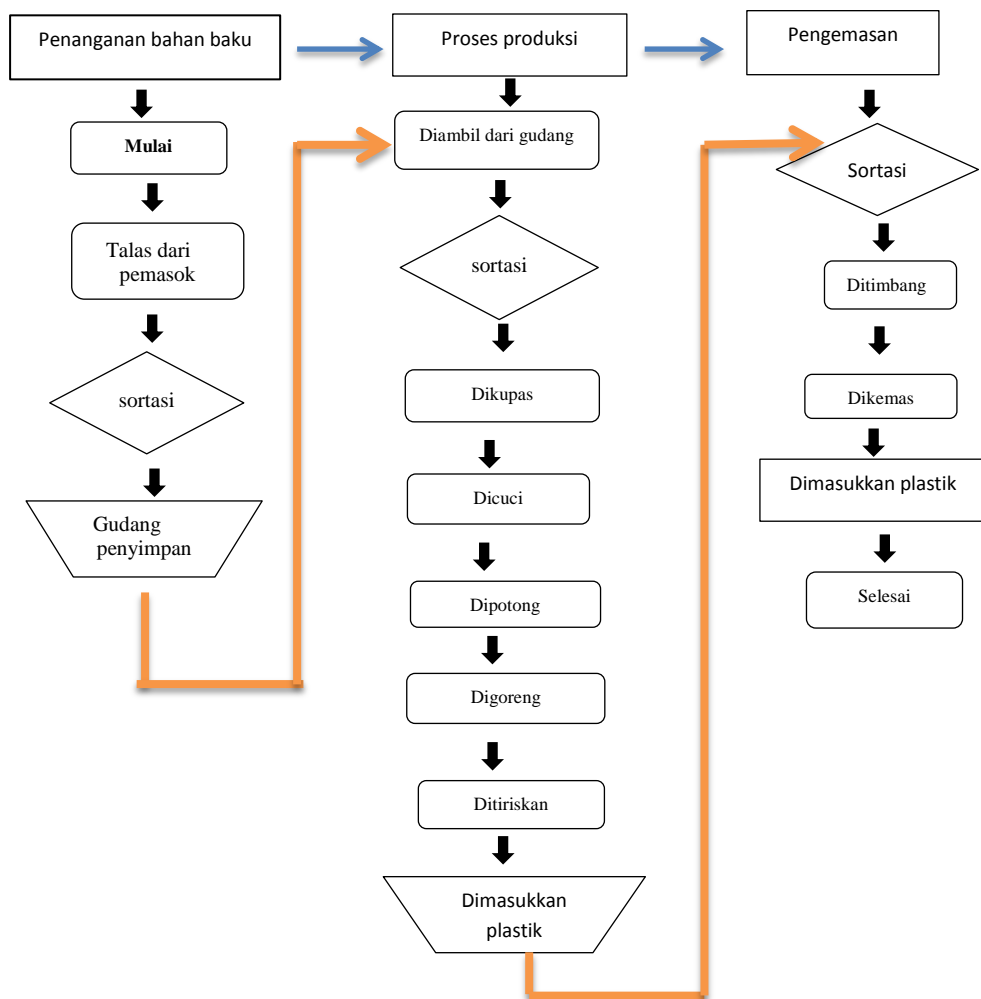 Penanganan bahan baku
Mulai
Talas dari
pemasok
sortasi
Gudang
penyimpan
Proses produksi
Diambil dari gudang
sortasi
Dikupas
Dicuci
Dipotong
Digoreng
Ditiriskan
Dimasukkan
plastik
Pengemasan
Sortasi
Ditimbang
Dikemas
Dimasukkan plastik
Selesai